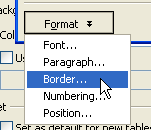 Format
Font...
Paragraph...
Border...
Numbering...
Position...
Set as default for new tables